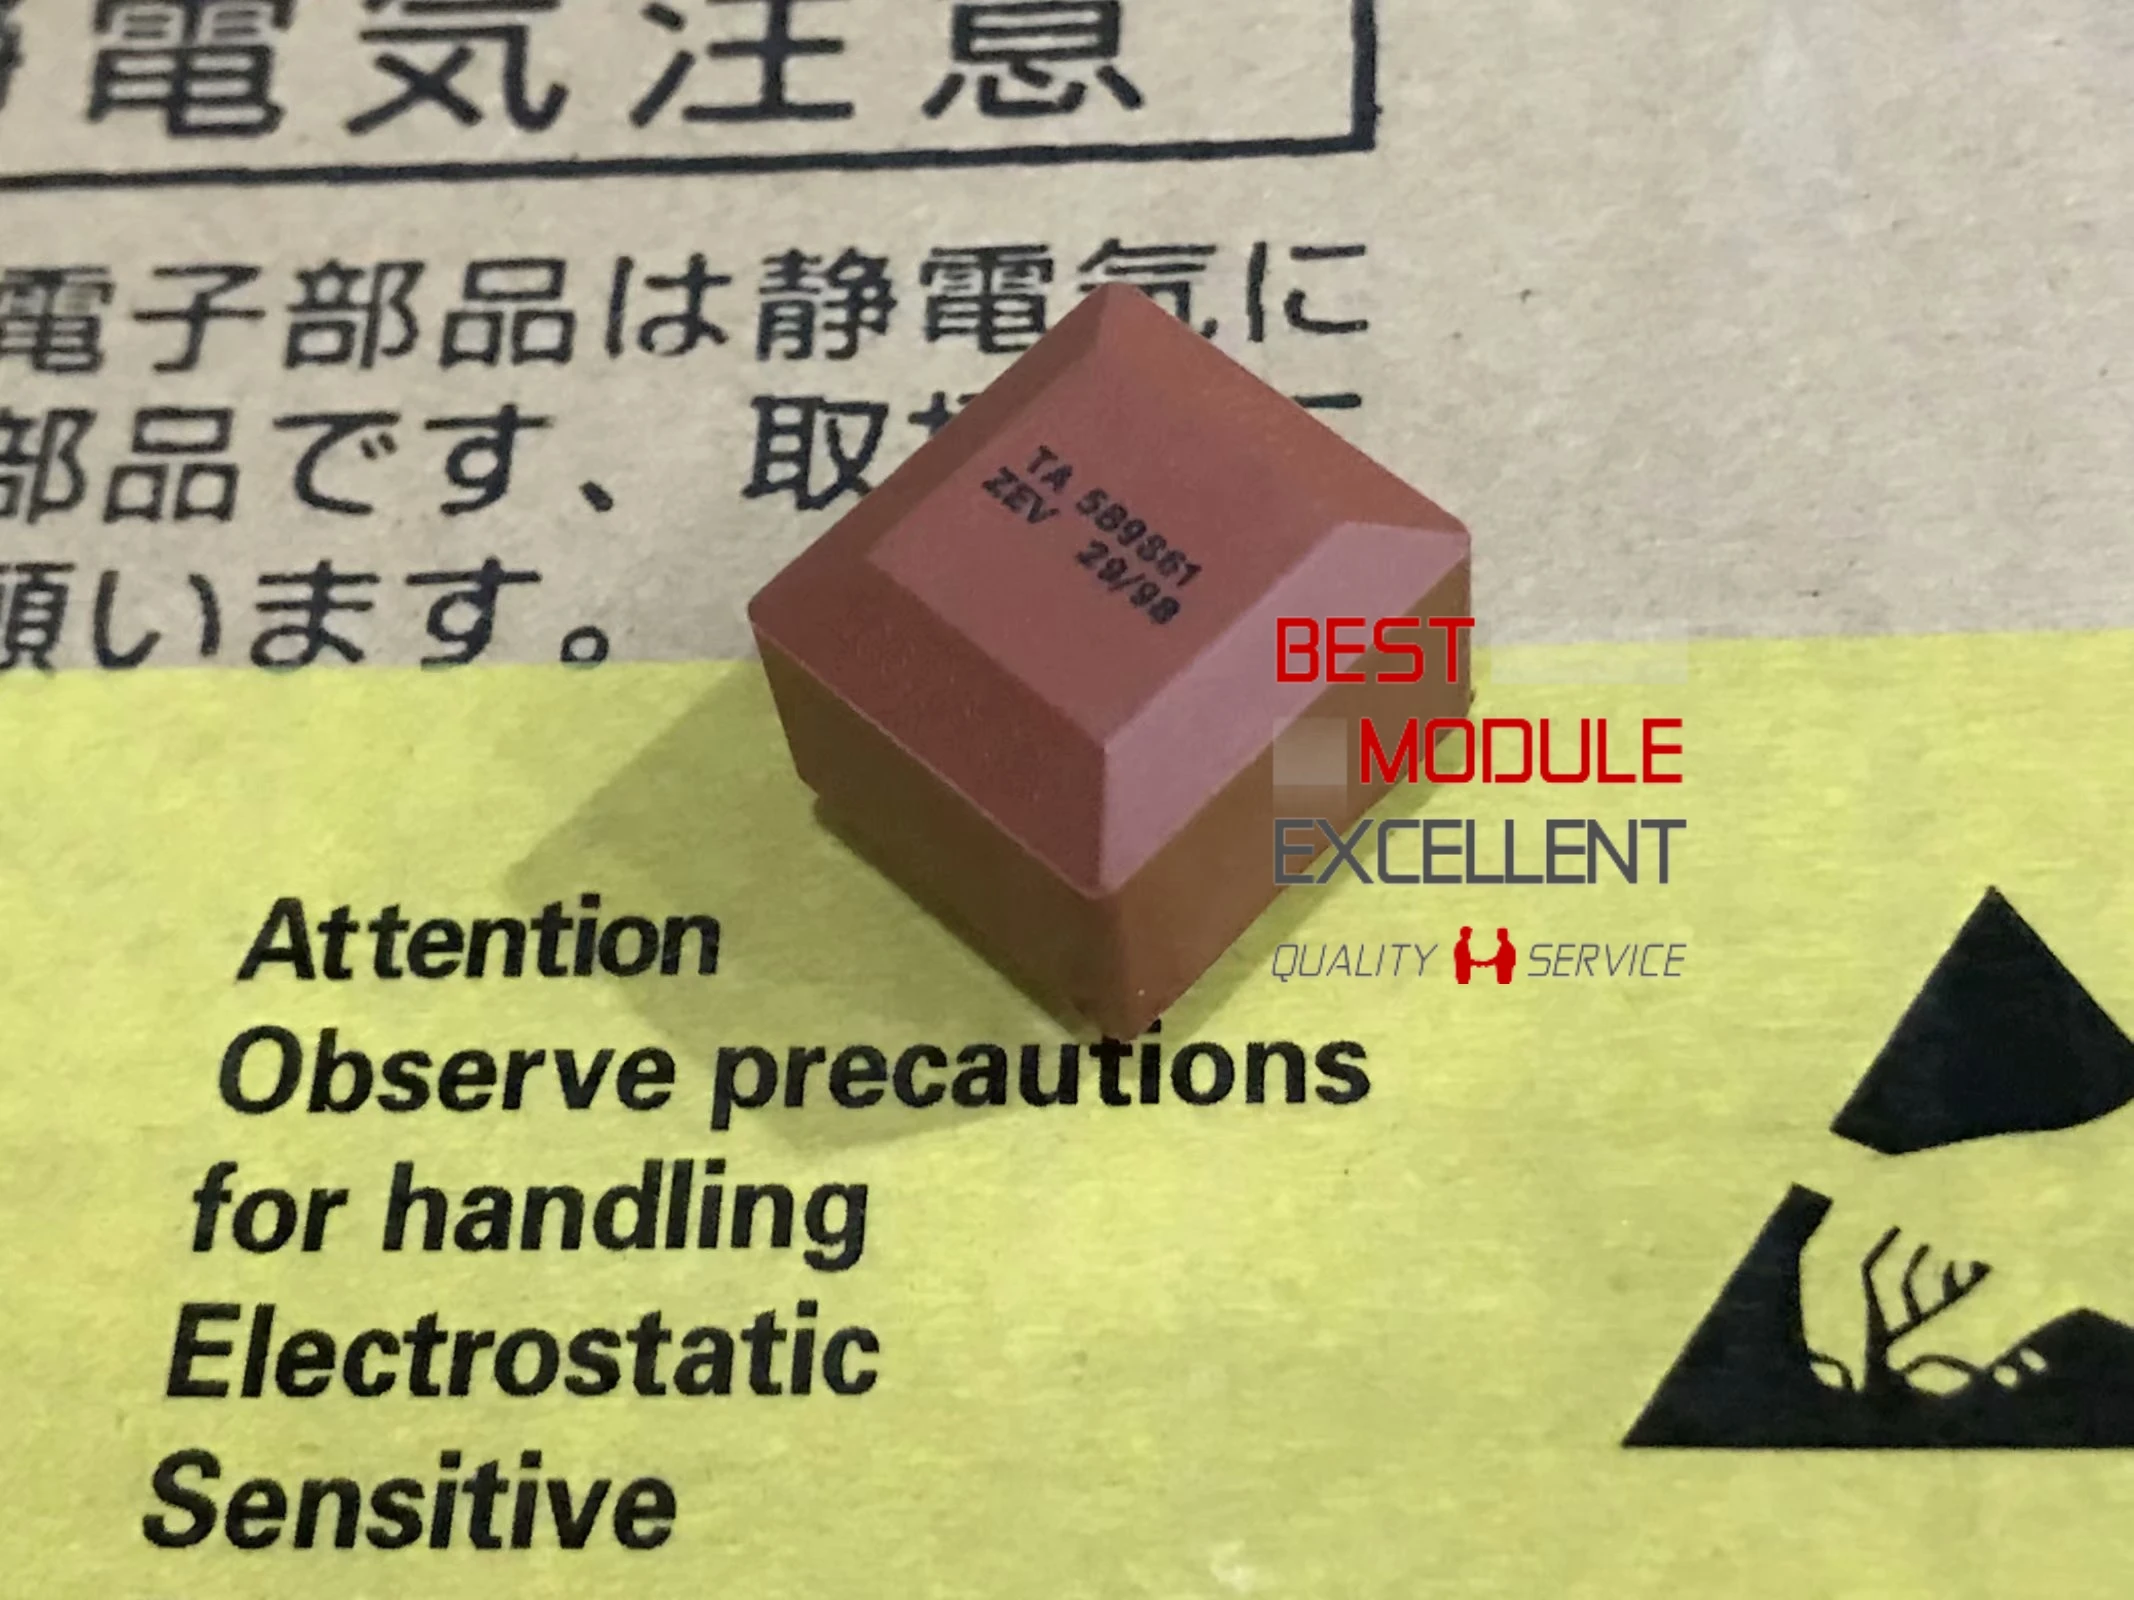 電気注意
電子部品は静電気に
部品です、取
願います。
TA 589861
ZEV 29/98
BEST
MODULE
EXCELLENT
QUALITY SERVICE
Attention
Observe precautions
for handling
Electrostatic
Sensitive